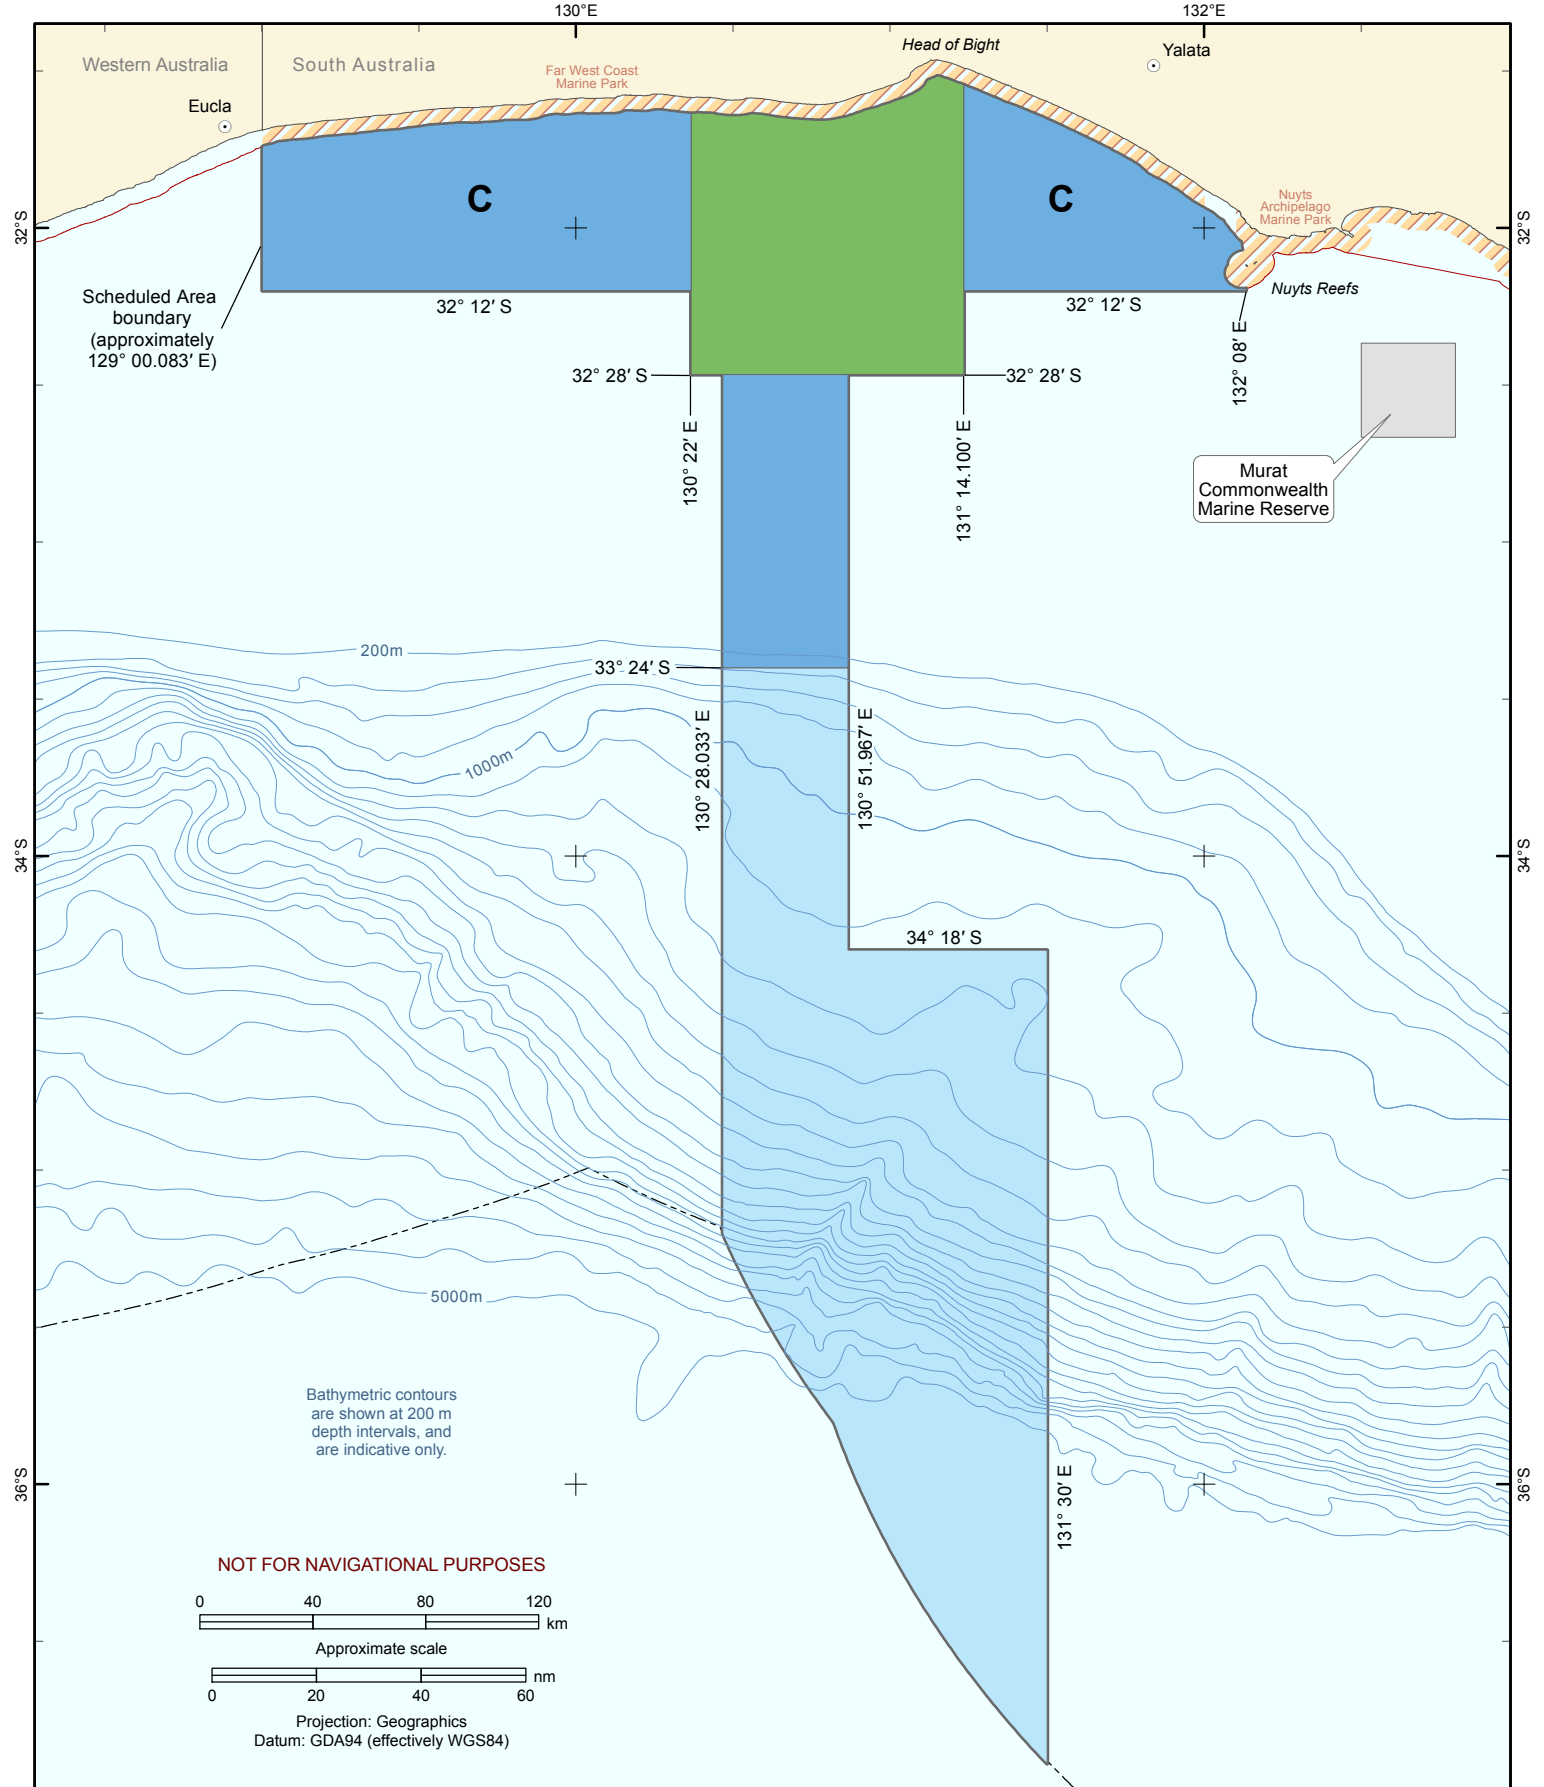 130°E
132°E
Head of Bight
Yalata
Western Australia
South Australia
Far West Coast
Marine Park
Eucla
C
C
Nuyts
Archipelago
Marine Park
32°S
32°S
Scheduled Area
boundary
(approximately
129° 00.083′ E)
32° 12′ S
32° 12′ S
Nuyts Reefs
132° 08′ E
32° 28′ S
32° 28′ S
130° 22′ E
131° 14.100′ E
Murat
Commonwealth
Marine Reserve
200m
33° 24′ S
130° 28.033′ E
130° 51.967′ E
1000m
34°S
34°S
34° 18′ S
5000m
Bathymetric contours
are shown at 200 m
depth intervals, and
are indicative only.
36°S
36°S
131° 30′ E
NOT FOR NAVIGATIONAL PURPOSES
0 40 80 120
km
Approximate scale
nm
0 20 40 60
Projection: Geographics
Datum: GDA94 (effectively WGS84)